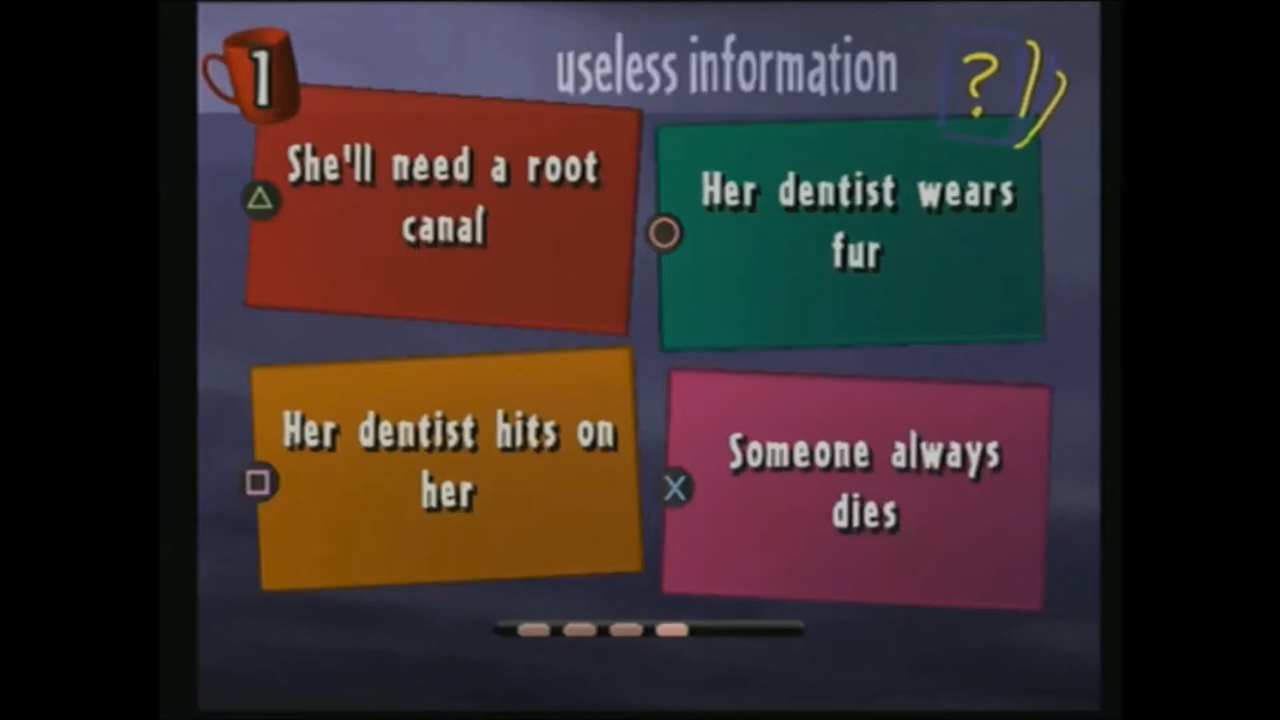 1
useless information
?
She'll need a root
canal
Her dentist wears
fur
Her dentist hits on
her
Someone always
dies
X